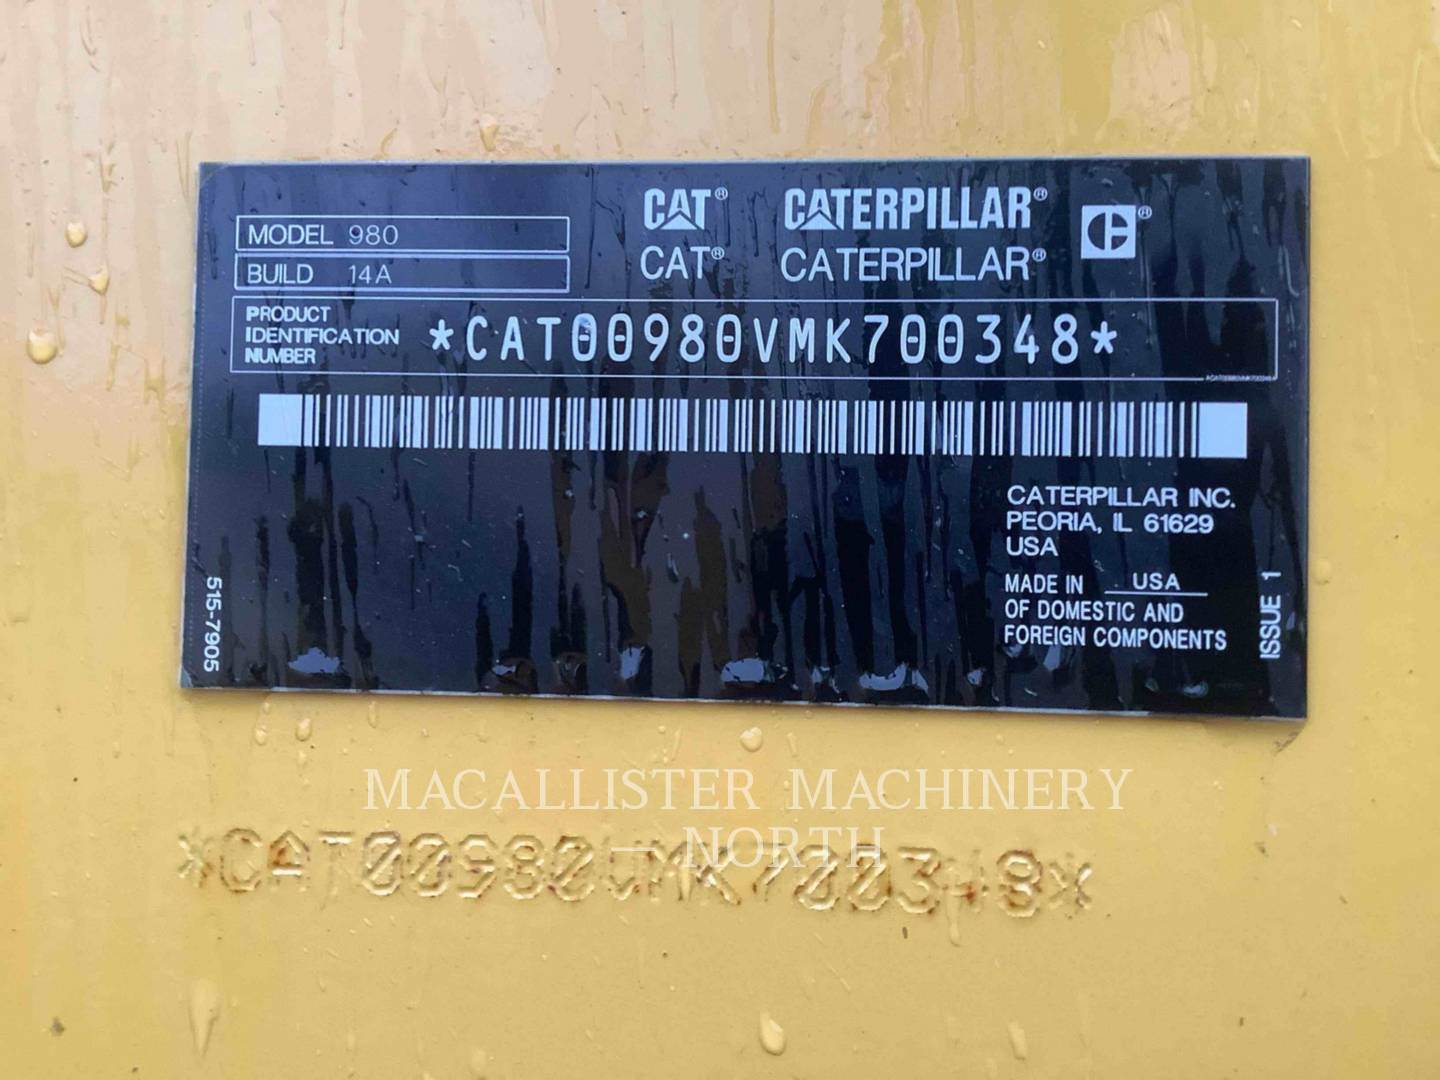 MODEL 980
BUILD 14A
CAT® CATERPILLAR® ®
CAT® CATERPILLAR®
PRODUCT
IDENTIFICATION
NUMBER
*CAT00980VMK700348*
CATERPILLAR INC.
PEORIA, IL 61629
USA
MADE IN USA
OF DOMESTIC AND
FOREIGN COMPONENTS
515-7905
ISSUE 1
MACALLISTER MACHINERY
— NORTH —
*CAT00980VMK700348*